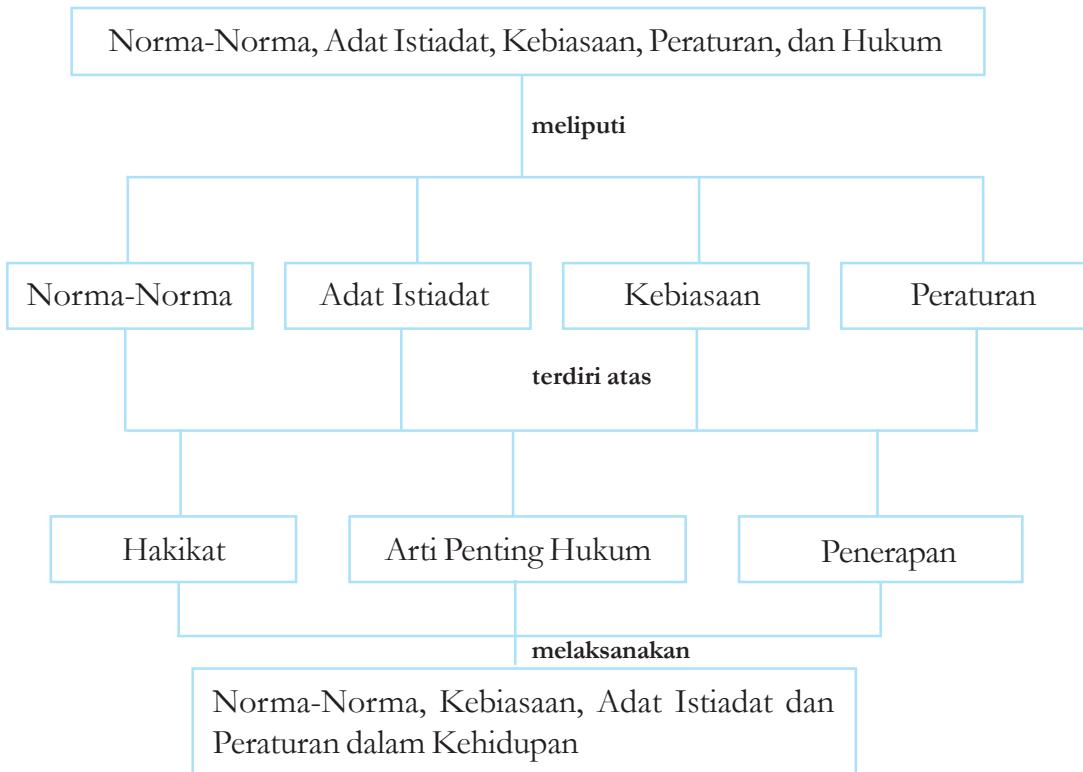 Norma-Norma, Adat Istiadat, Kebiasaan, Peraturan, dan Hukum
meliputi
Norma-Norma
Adat Istiadat
Kebiasaan
Peraturan
terdiri atas
Hakikat
Arti Penting Hukum
Penerapan
melaksanakan
Norma-Norma, Kebiasaan, Adat Istiadat dan
Peraturan dalam Kehidupan